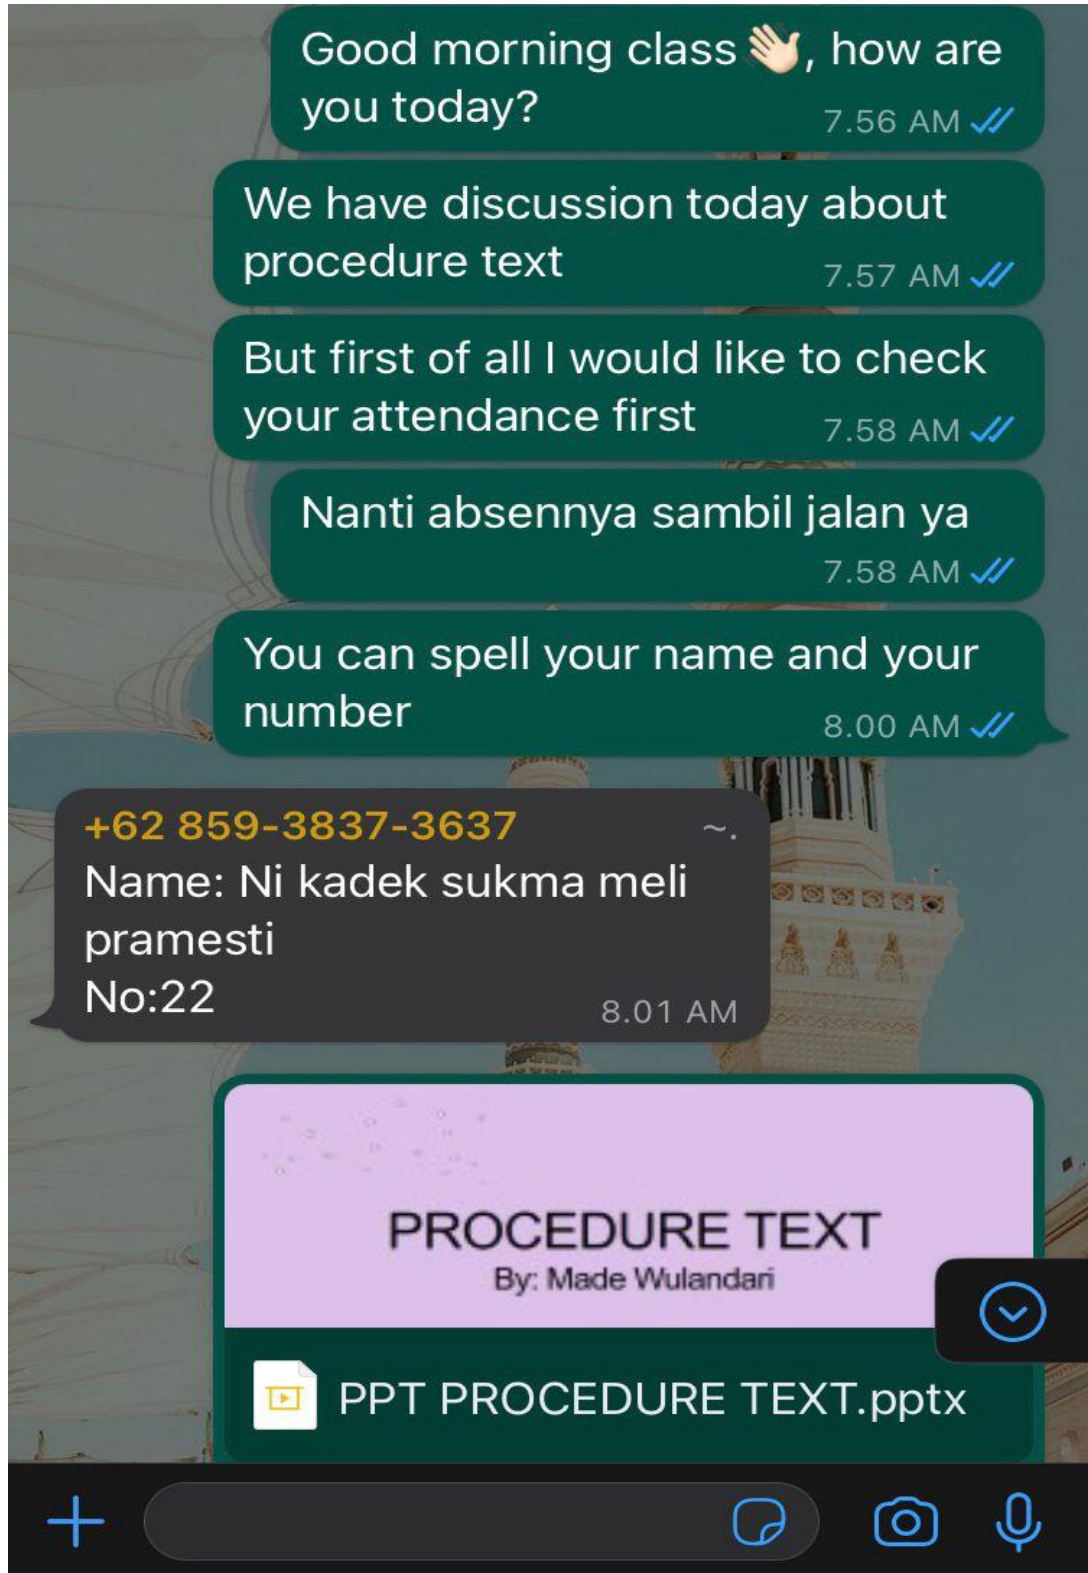 Good morning class 👋🏻, how are
you today?
7.56 AM
We have discussion today about
procedure text
7.57 AM
But first of all I would like to check
your attendance first
7.58 AM
Nanti absennya sambil jalan ya
7.58 AM
You can spell your name and your
number
8.00 AM
+62 859-3837-3637 ~.
Name: Ni kadek sukma meli
pramesti
No:22
8.01 AM
PROCEDURE TEXT
By: Made Wulandari
PPT PROCEDURE TEXT.pptx